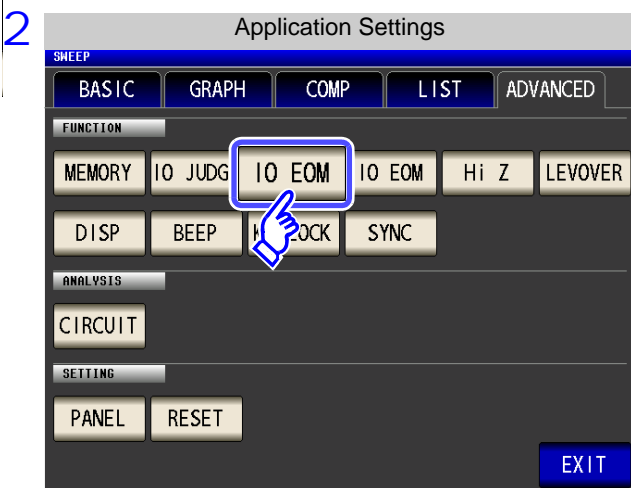 2
Application Settings
SWEEP
BASIC GRAPH COMP LIST ADVANCED
FUNCTION
MEMORY IO JUDG IO EOM IO EOM Hi Z LEVOVER
DISP BEEP SYNC
ANALYSIS
CIRCUIT
SETTING
PANEL RESET
EXIT